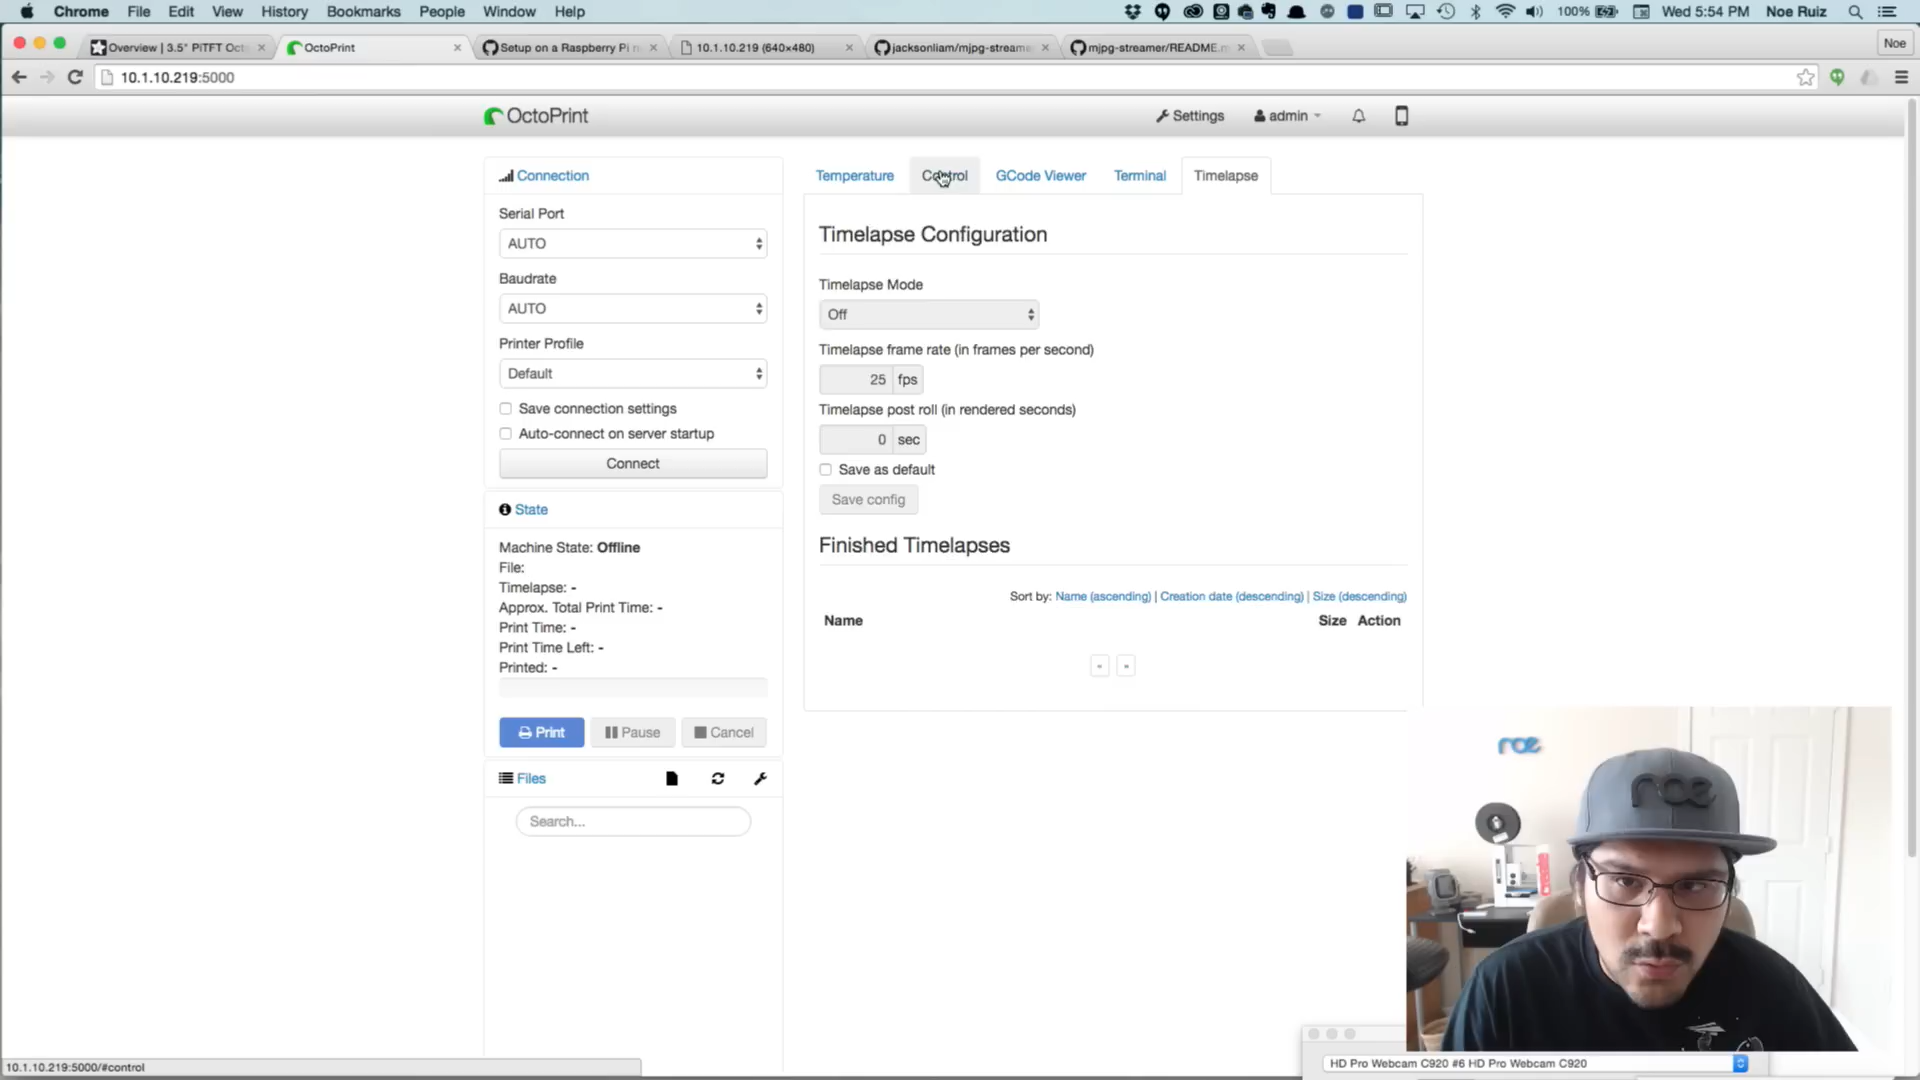 Chrome File Edit View History Bookmarks People Window Help
100% Wed 5:54 PM Noe Ruiz
Overview | 3.5" PiTFT Oct
OctoPrint
Setup on a Raspberry Pi
10.1.10.219 (640×480)
jacksonliam/mjpg-streame
mjpg-streamer/README.
Noe
10.1.10.219:5000
OctoPrint
Settings
admin
Connection
Serial Port
AUTO
Baudrate
AUTO
Printer Profile
Default
Save connection settings
Auto-connect on server startup
Connect
State
Machine State: Offline
File:
Timelapse: -
Approx. Total Print Time: -
Print Time: -
Print Time Left: -
Printed: -
Print
Pause
Cancel
Files
Search...
Temperature
Control
GCode Viewer
Terminal
Timelapse
Timelapse Configuration
Timelapse Mode
Off
Timelapse frame rate (in frames per second)
25 fps
Timelapse post roll (in rendered seconds)
0 sec
Save as default
Save config
Finished Timelapses
Sort by: Name (ascending) | Creation date (descending) | Size (descending)
Name Size Action
« »
noe
noe
10.1.10.219:5000/#control
HD Pro Webcam C920 #6 HD Pro Webcam C920